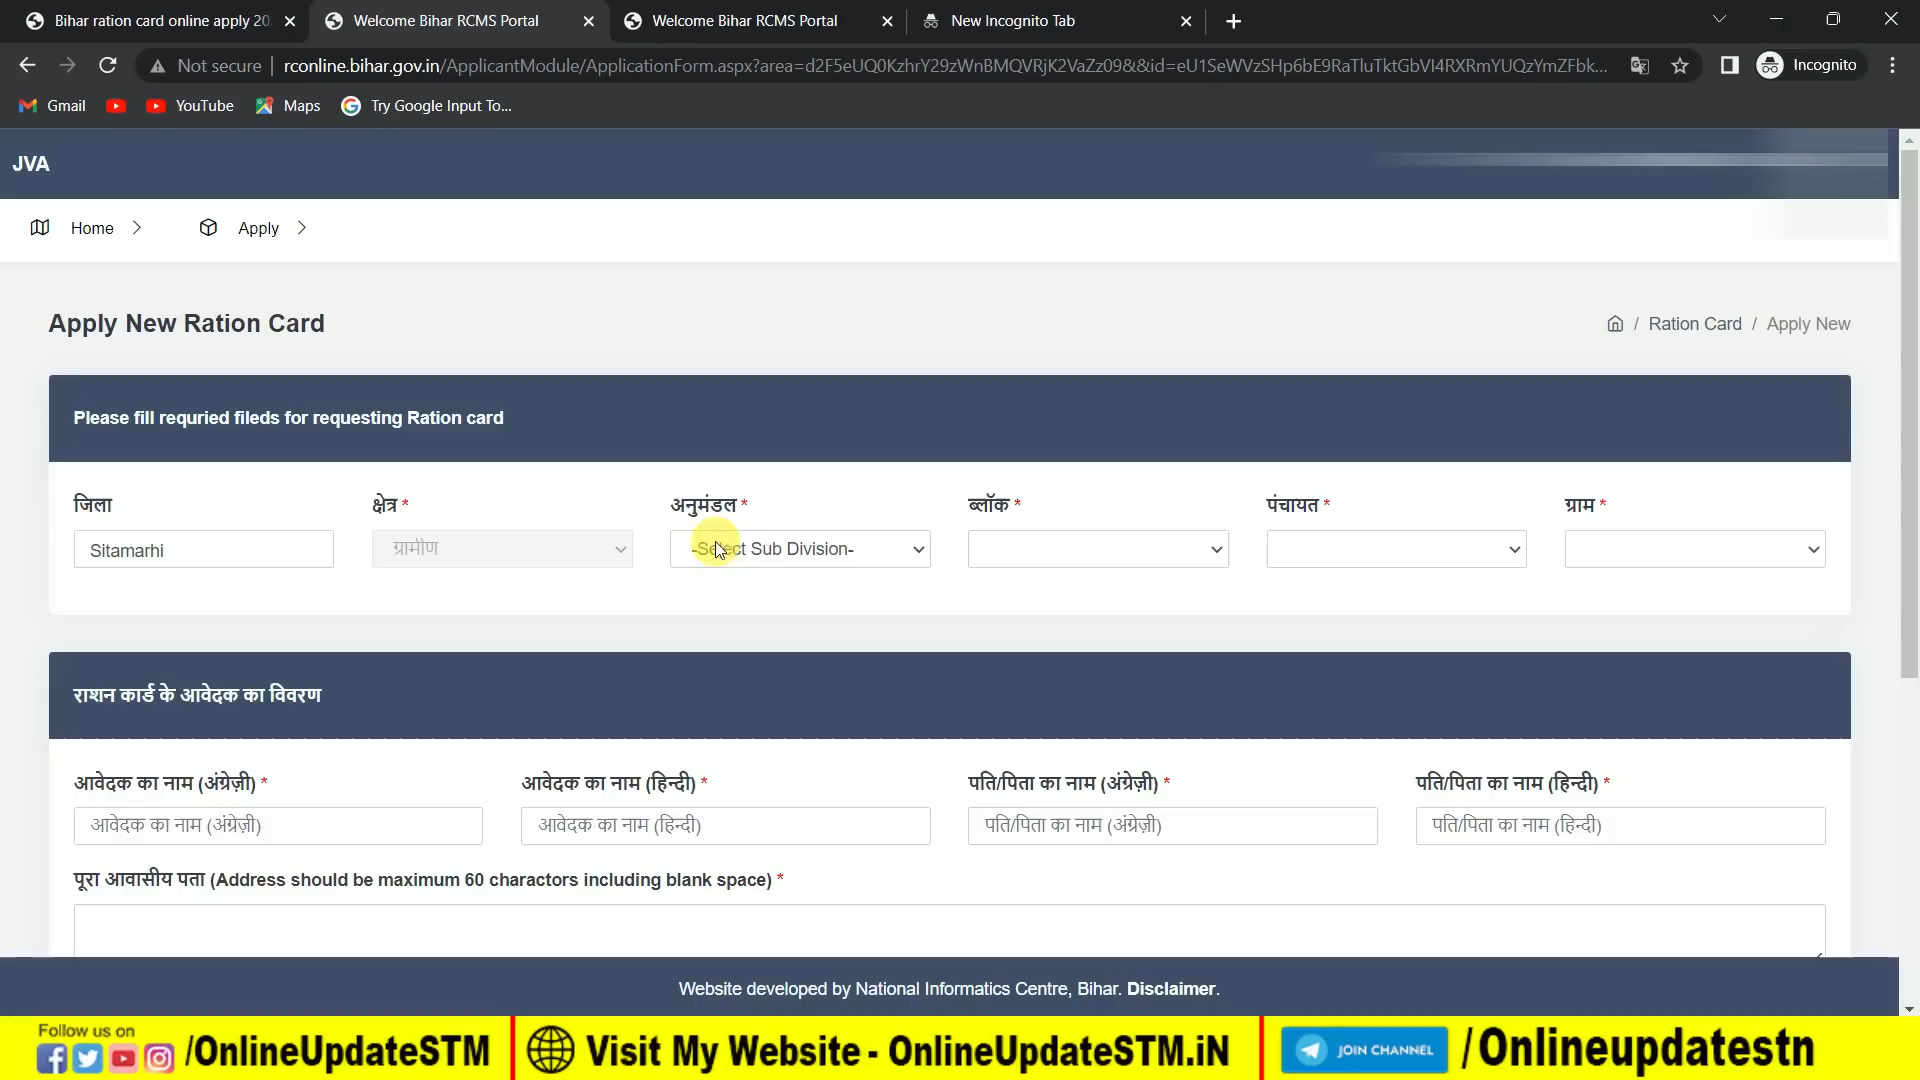 Bihar ration card online apply 20
Welcome Bihar RCMS Portal
Welcome Bihar RCMS Portal
New Incognito Tab
Not secure
rconline.bihar.gov.in/ApplicantModule/ApplicationForm.aspx?area=d2F5eUQ0KzhrY29zWnBMQVRjK2VaZz09&&id=eU1SeWVzSHp6bE9RaTluTktGbVI4RXRmYUQzYmZFbk...
Incognito
Gmail
YouTube
Maps
Try Google Input To...
JVA
Home
Apply
Apply New Ration Card
/ Ration Card / Apply New
Please fill requried fileds for requesting Ration card
जिला
क्षेत्र *
अनुमंडल *
ब्लॉक *
पंचायत *
ग्राम *
Sitamarhi
ग्रामीण
-Select Sub Division-
राशन कार्ड के आवेदक का विवरण
आवेदक का नाम (अंग्रेज़ी) *
आवेदक का नाम (हिन्दी) *
पति/पिता का नाम (अंग्रेज़ी) *
पति/पिता का नाम (हिन्दी) *
आवेदक का नाम (अंग्रेज़ी)
आवेदक का नाम (हिन्दी)
पति/पिता का नाम (अंग्रेज़ी)
पति/पिता का नाम (हिन्दी)
पूरा आवासीय पता (Address should be maximum 60 charactors including blank space) *
Website developed by National Informatics Centre, Bihar. Disclaimer.
Follow us on
/OnlineUpdateSTM
Visit My Website - OnlineUpdateSTM.iN
JOIN CHANNEL
/Onlineupdatestn